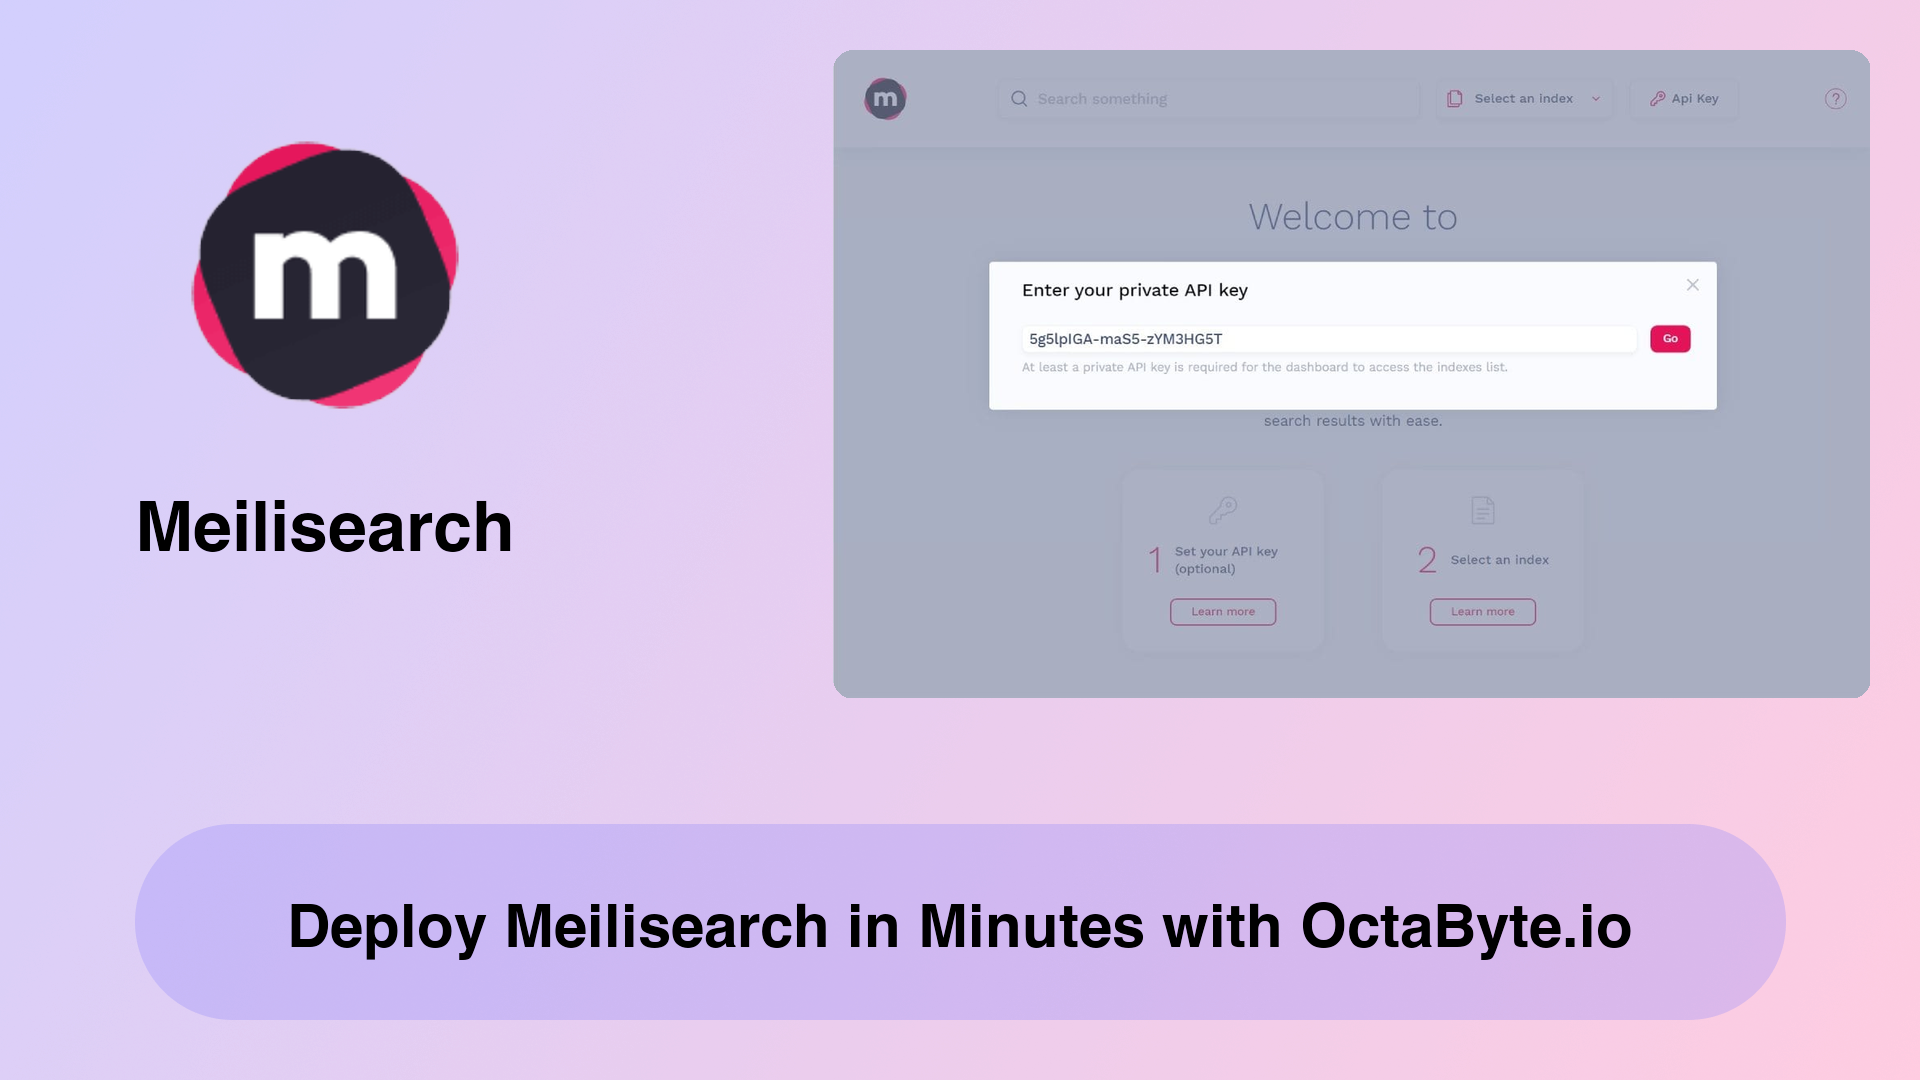 m
Meilisearch
m
Search something
Select an index
Api Key
?
Welcome to
Enter your private API key
5g5lpIGA-maS5-zYM3HG5T
Go
At least a private API key is required for the dashboard to access the indexes list.
search results with ease.
1
Set your API key
(optional)
Learn more
2
Select an index
Learn more
Deploy Meilisearch in Minutes with OctaByte.io